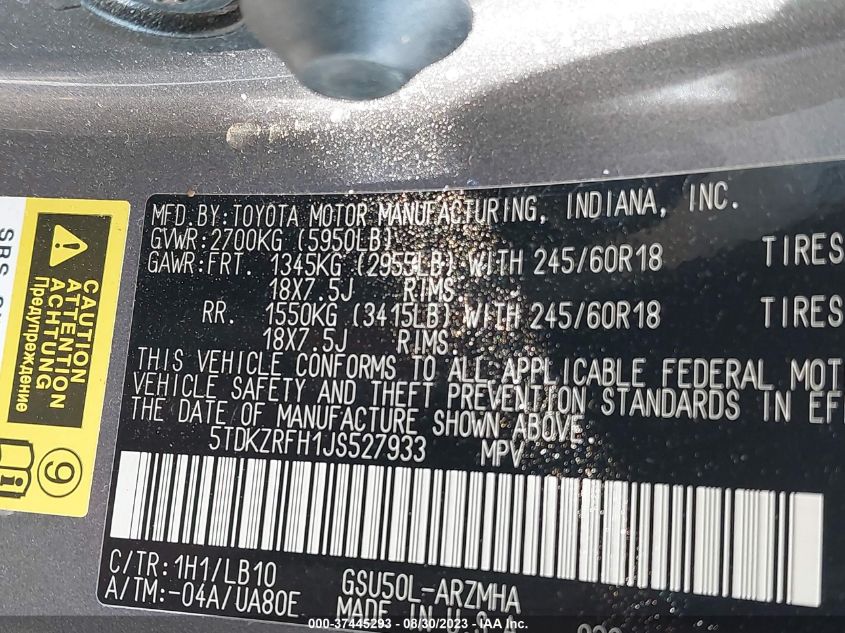 MFD.BY:TOYOTA MOTOR MANUFACTURING, INDIANA, INC.
GVWR:2700KG (5950LB)
GAWR:FRT. 1345KG (2955LB) WITH 245/60R18 TIRES
18X7.5J RIMS.
RR. 1550KG (3415LB) WITH 245/60R18 TIRES
18X7.5J RIMS.
THIS VEHICLE CONFORMS TO ALL APPLICABLE FEDERAL MOT
VEHICLE SAFETY AND THEFT PREVENTION STANDARDS IN EF
THE DATE OF MANUFACTURE SHOWN ABOVE.
5TDKZRFH1JS527933 MPV
C/TR:1H1/LB10
A/TM:-04A/UA80E GSU50L-ARZMHA
MADE IN U.S.A
CAUTION
ATTENTION
ACHTUNG
Предупреждение
9
SRS
000-37445293 - 08/30/2023 - IAA Inc.